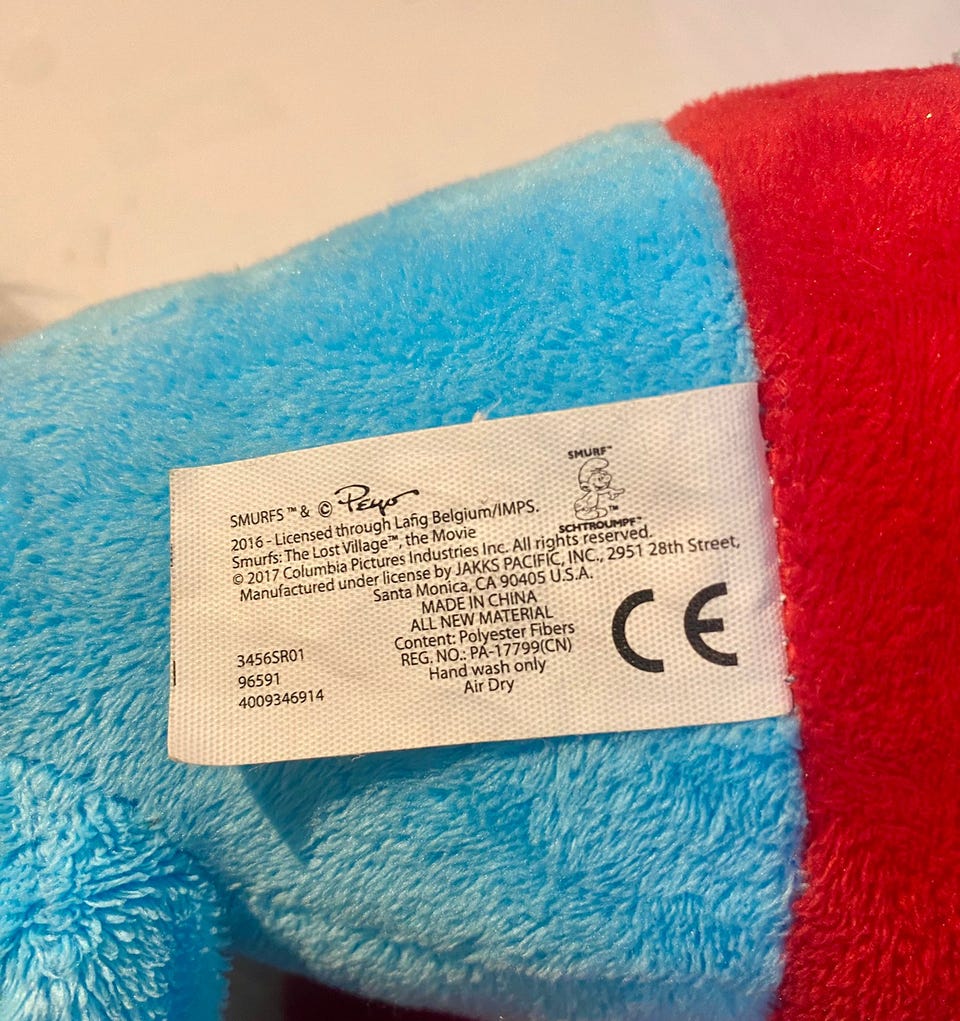 SMURF™
SMURFS ™ & © Peyo
™
SCHTROUMPF™
2016 - Licensed through Lafig Belgium/IMPS.
Smurfs: The Lost Village™, the Movie
© 2017 Columbia Pictures Industries Inc. All rights reserved.
Manufactured under license by JAKKS PACIFIC, INC., 2951 28th Street,
Santa Monica, CA 90405 U.S.A.
MADE IN CHINA
ALL NEW MATERIAL
Content: Polyester Fibers
REG. NO.: PA-17799(CN)
Hand wash only
Air Dry
3456SR01
96591
4009346914
CE